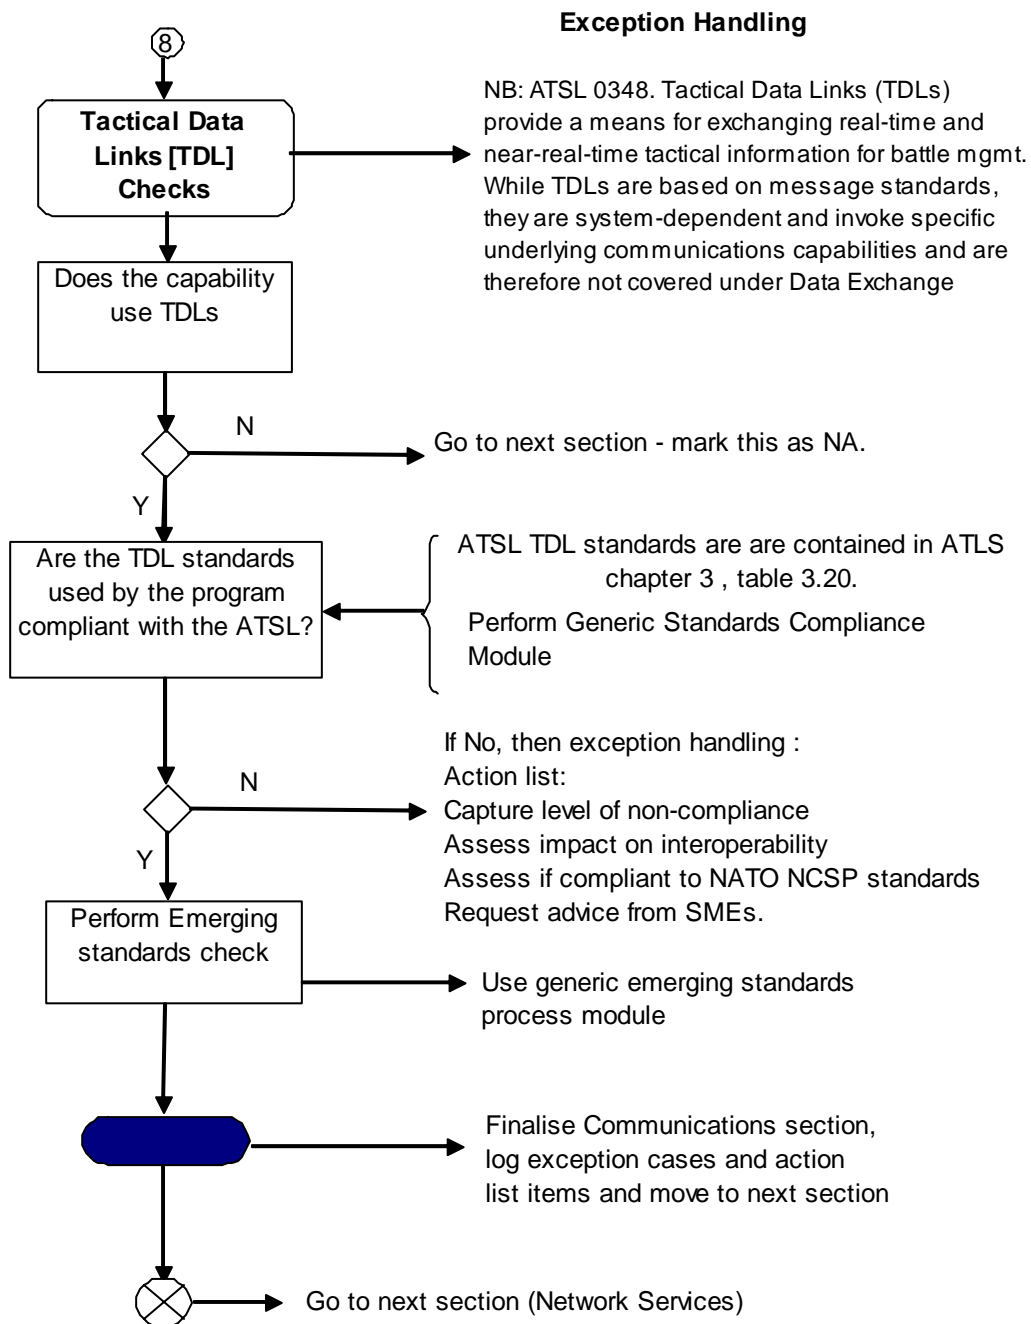 Exception Handling
8
NB: ATSL 0348. Tactical Data Links (TDLs)
provide a means for exchanging real-time and
near-real-time tactical information for battle mgmt.
While TDLs are based on message standards,
they are system-dependent and invoke specific
underlying communications capabilities and are
therefore not covered under Data Exchange
Tactical Data
Links [TDL]
Checks
Does the capability
use TDLs
N
Go to next section - mark this as NA.
Y
Are the TDL standards
used by the program
compliant with the ATSL?
ATSL TDL standards are are contained in ATLS
chapter 3 , table 3.20.
Perform Generic Standards Compliance
Module
N
If No, then exception handling :
Action list:
Capture level of non-compliance
Assess impact on interoperability
Assess if compliant to NATO NCSP standards
Request advice from SMEs.
Y
Perform Emerging
standards check
Use generic emerging standards
process module
Finalise Communications section,
log exception cases and action
list items and move to next section
Go to next section (Network Services)